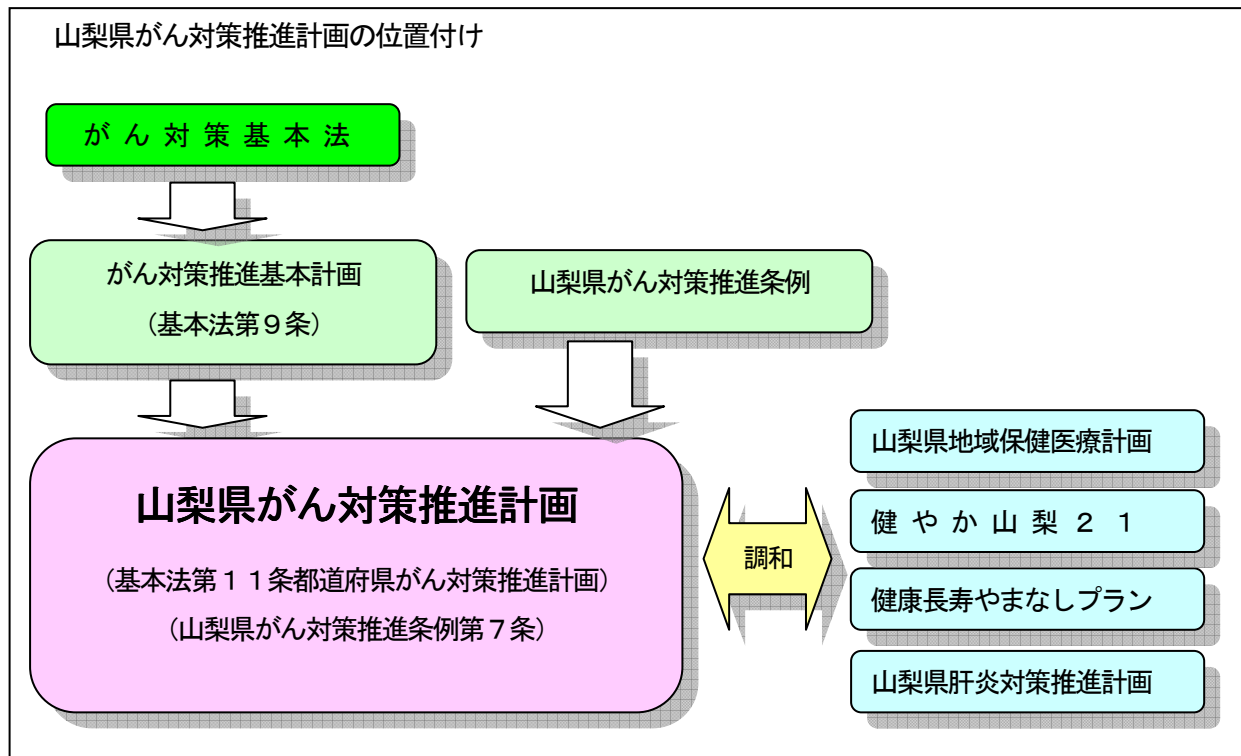 山梨県がん対策推進計画の位置付け
がん対策基本法
がん対策推進基本計画
（基本法第９条）
山梨県がん対策推進条例
山梨県がん対策推進計画
（基本法第１１条都道府県がん対策推進計画）
（山梨県がん対策推進条例第７条）
調和
山梨県地域保健医療計画
健やか山梨２１
健康長寿やまなしプラン
山梨県肝炎対策推進計画